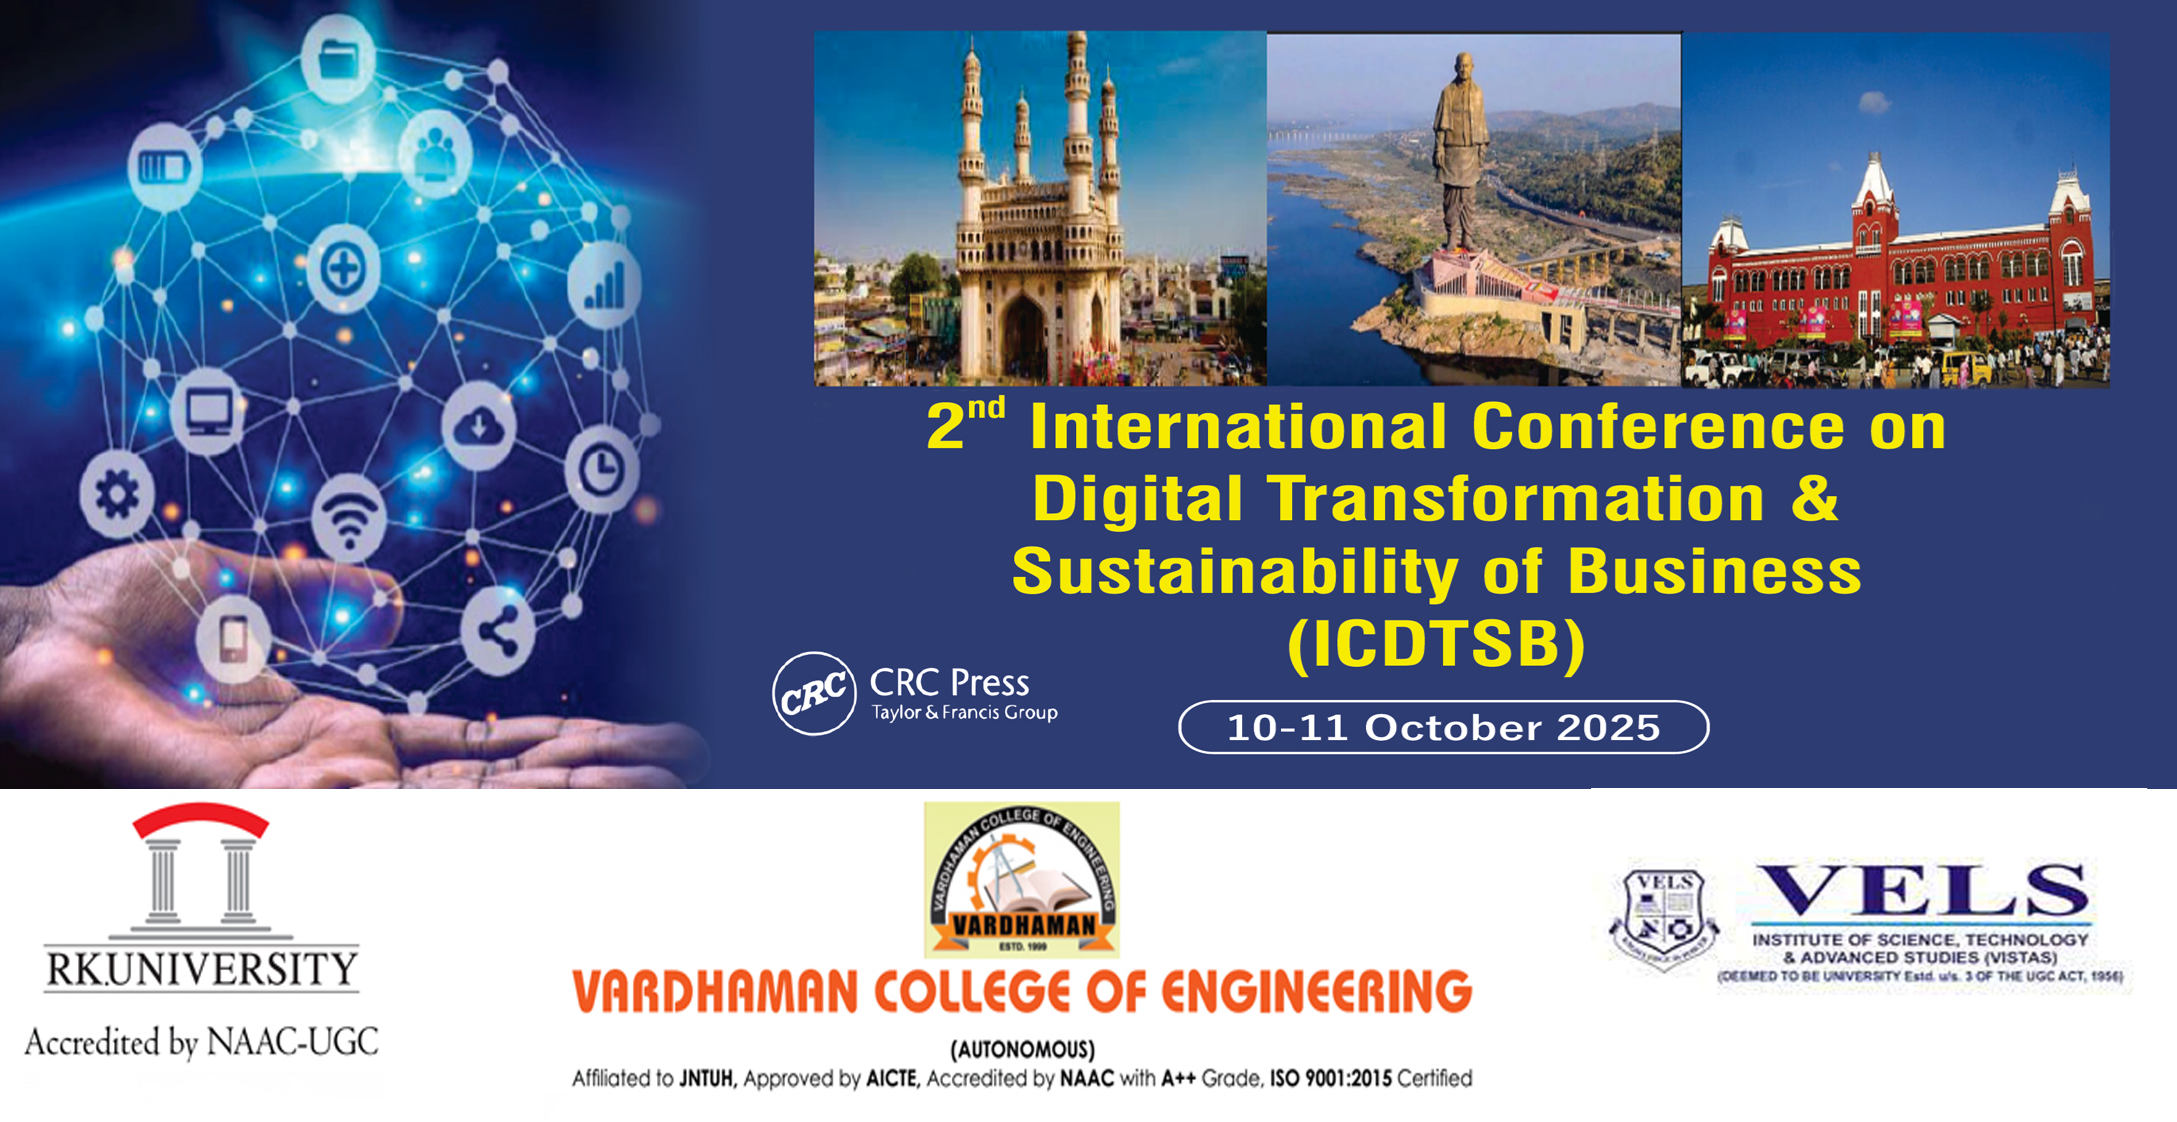 2nd International Conference on
Digital Transformation &
Sustainability of Business
(ICDTSB)
CRC
CRC Press
Taylor & Francis Group
10-11 October 2025
RK.UNIVERSITY
Accredited by NAAC-UGC
VARDHAMAN COLLEGE OF ENGINEERING
VARDHAMAN
ESTD. 1999
VARDHAMAN COLLEGE OF ENGINEERING
(AUTONOMOUS)
Affiliated to JNTUH, Approved by AICTE, Accredited by NAAC with A++ Grade, ISO 9001:2015 Certified
VELS
VELS
INSTITUTE OF SCIENCE, TECHNOLOGY
& ADVANCED STUDIES (VISTAS)
(DEEMED TO BE UNIVERSITY Estd. u/s. 3 OF THE UGC ACT, 1956)